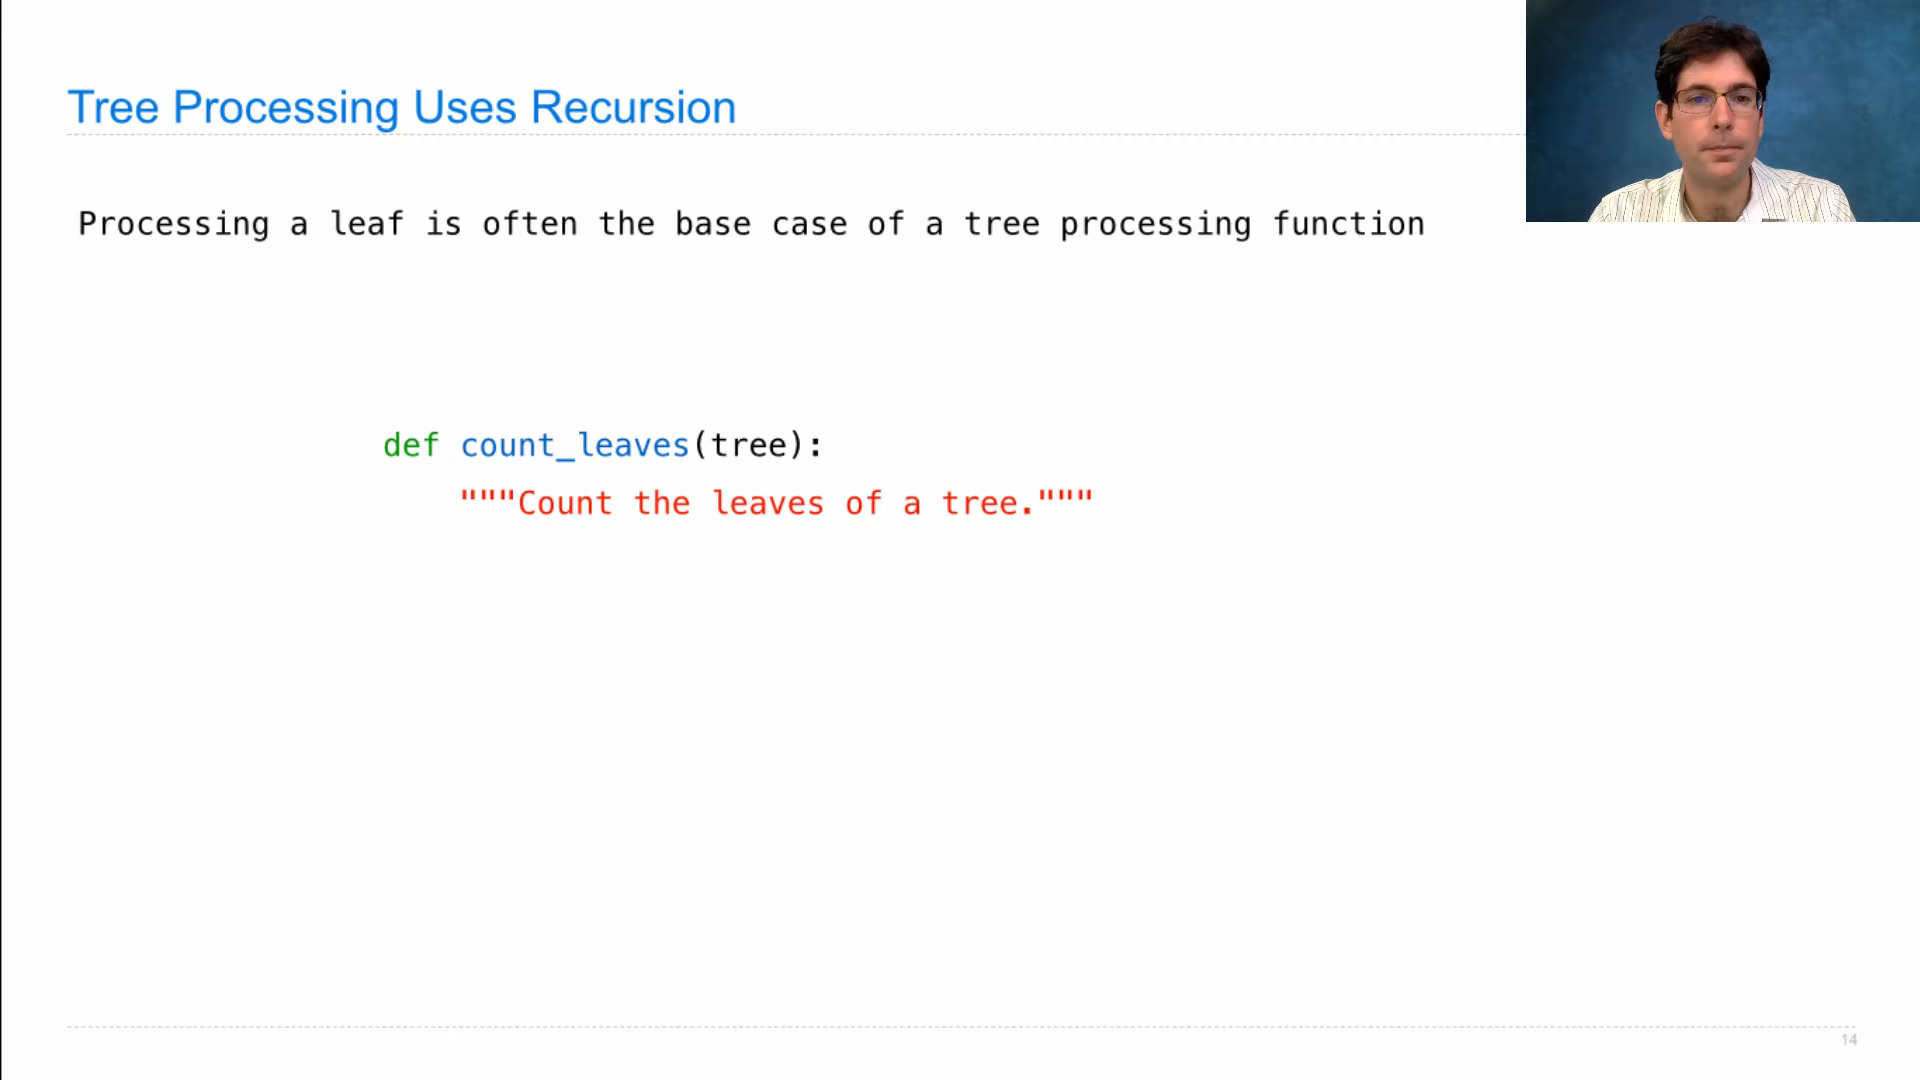 Tree Processing Uses Recursion
Processing a leaf is often the base case of a tree processing function
def count_leaves(tree):
"""Count the leaves of a tree."""
14